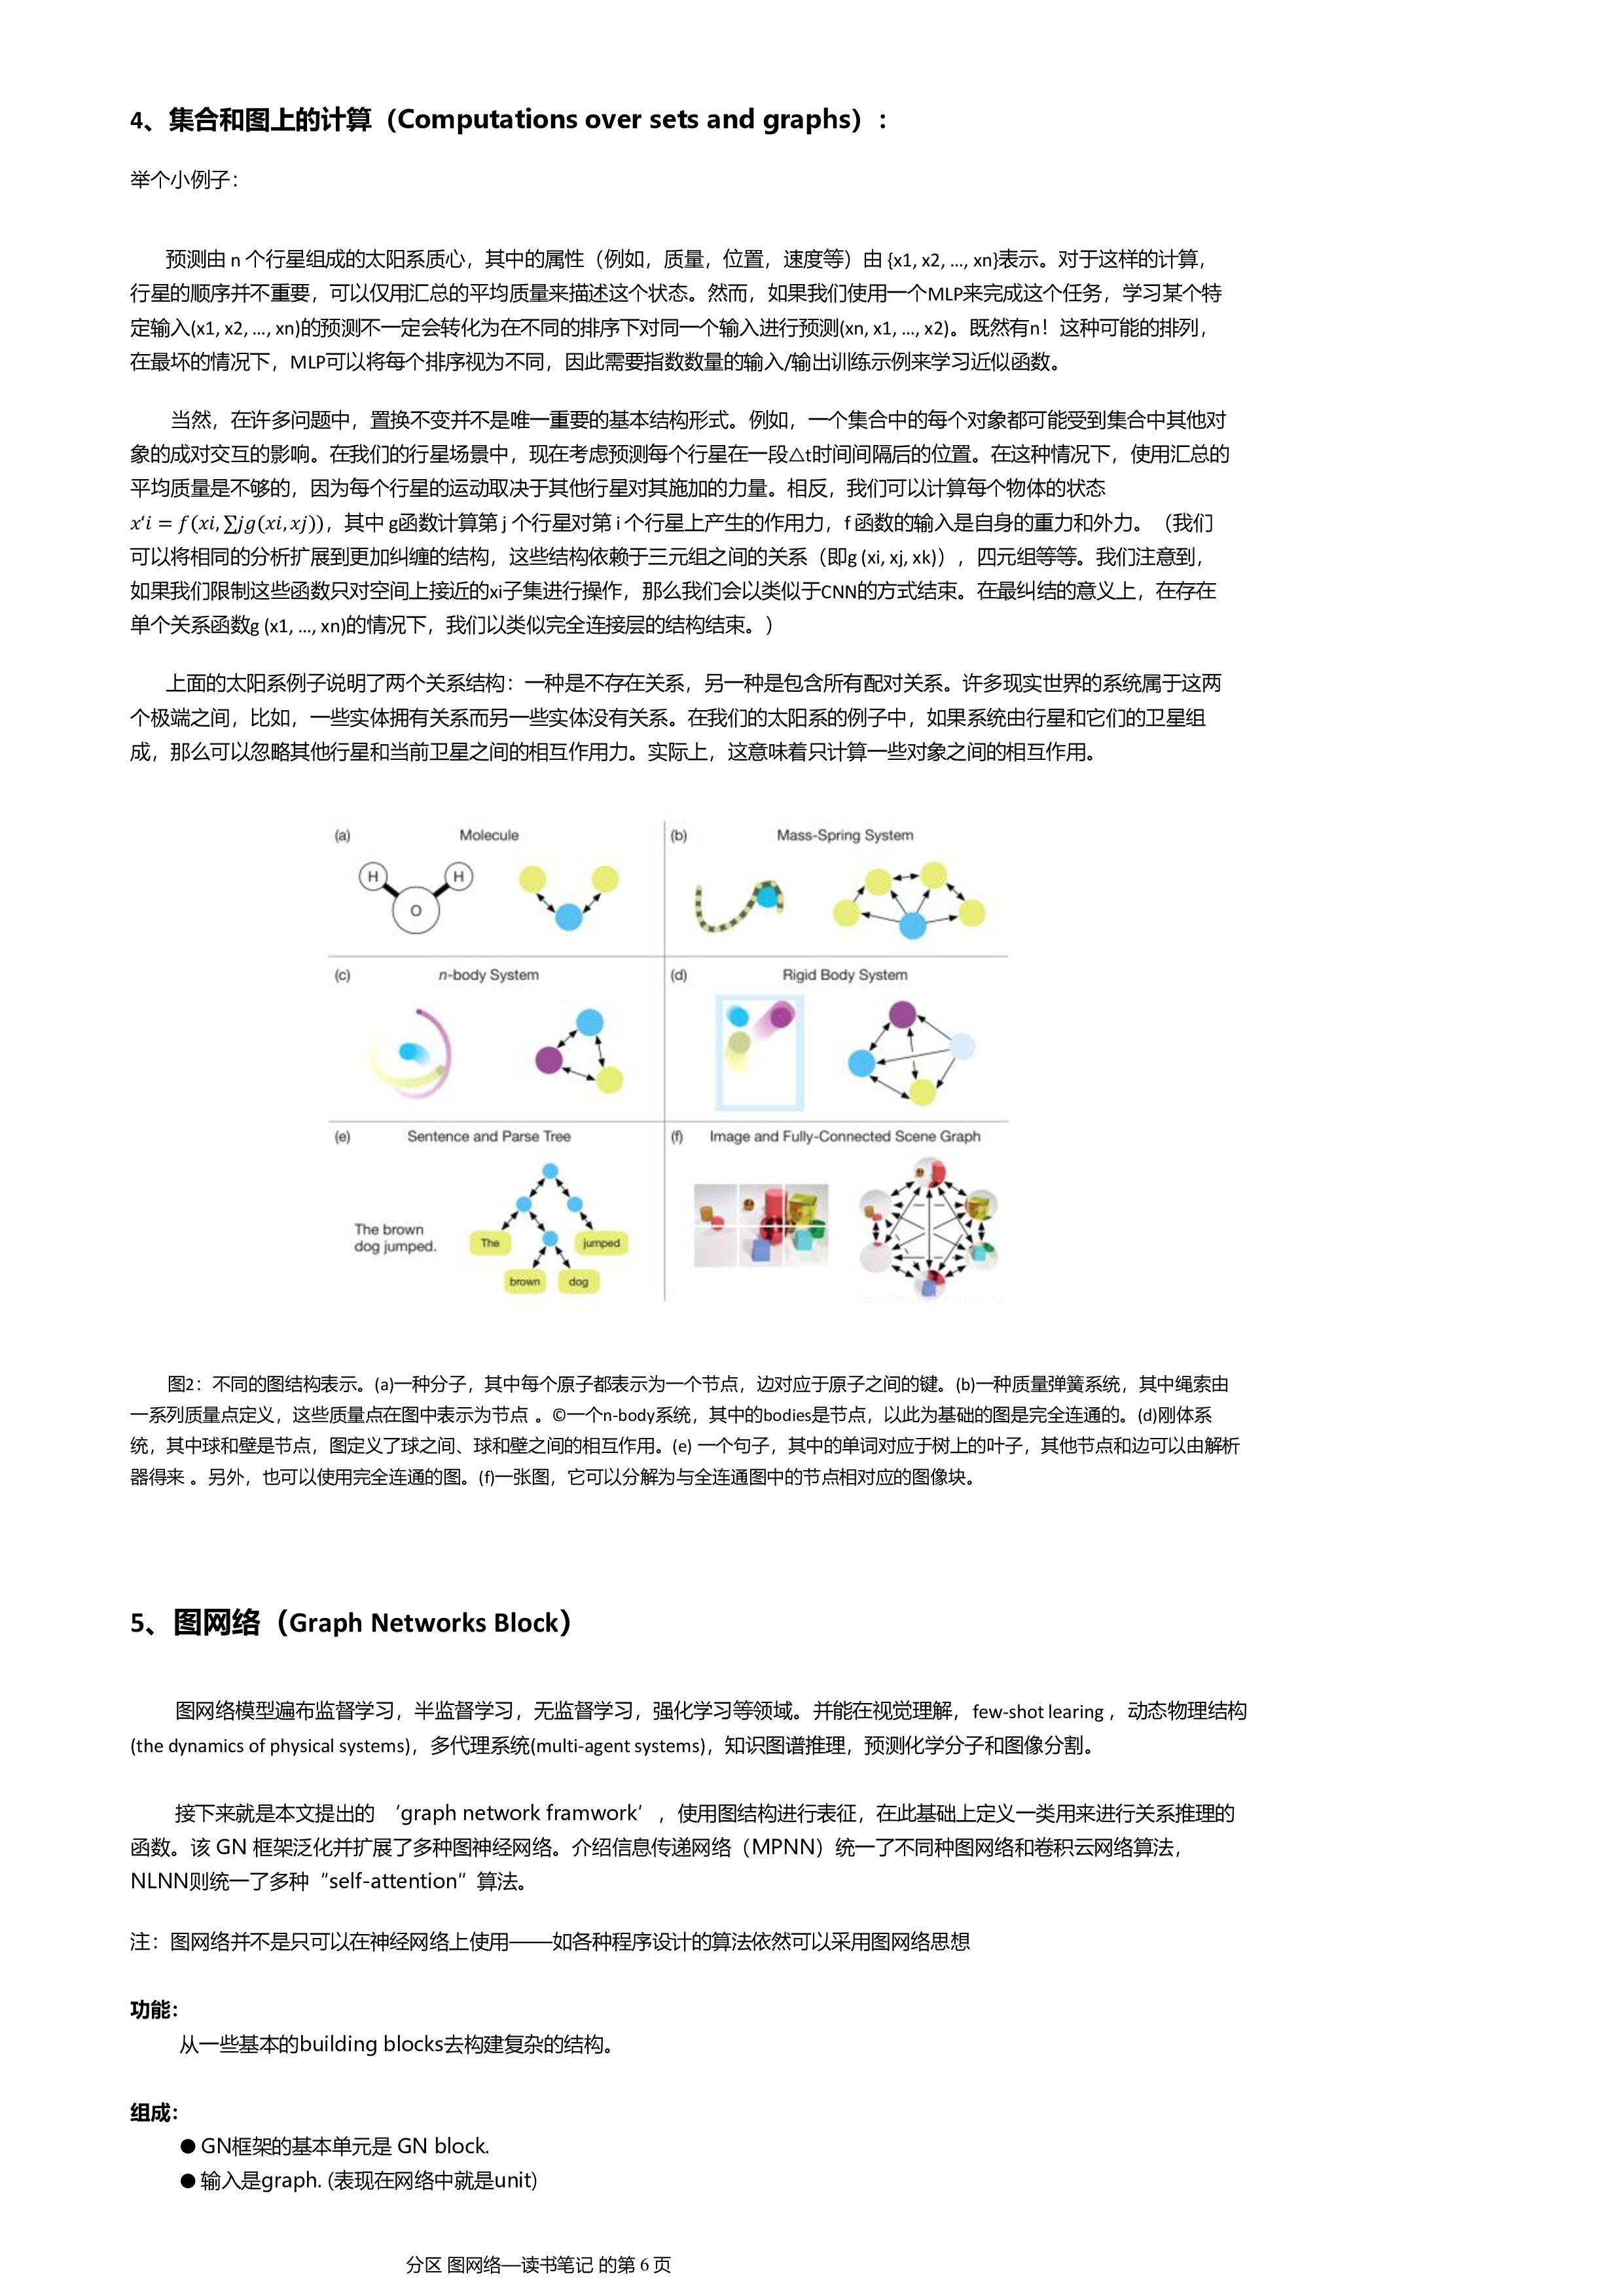 4、集合和图上的计算（Computations over sets and graphs）:
举个小例子：
预测由 n 个行星组成的太阳系质心，其中的属性（例如，质量，位置，速度等）由 {x1, x2, ..., xn}表示。对于这样的计算，
行星的顺序并不重要，可以仅用汇总的平均质量来描述这个状态。然而，如果我们使用一个MLP来完成这个任务，学习某个特
定输入(x1, x2, ..., xn)的预测不一定会转化为在不同的排序下对同一个输入进行预测(xn, x1, ..., x2)。既然有n！这种可能的排列，
在最坏的情况下，MLP可以将每个排序视为不同，因此需要指数数量的输入/输出训练示例来学习近似函数。
当然，在许多问题中，置换不变并不是唯一重要的基本结构形式。例如，一个集合中的每个对象都可能受到集合中其他对
象的成对交互的影响。在我们的行星场景中，现在考虑预测每个行星在一段△t时间间隔后的位置。在这种情况下，使用汇总的
平均质量是不够的，因为每个行星的运动取决于其他行星对其施加的力量。相反，我们可以计算每个物体的状态
x‘i = f(xi, ∑jg(xi, xj))，其中 g函数计算第 j 个行星对第 i 个行星上产生的作用力，f 函数的输入是自身的重力和外力。（我们
可以将相同的分析扩展到更加纠缠的结构，这些结构依赖于三元组之间的关系（即g (xi, xj, xk)），四元组等等。我们注意到，
如果我们限制这些函数只对空间上接近的xi子集进行操作，那么我们会以类似于CNN的方式结束。在最纠结的意义上，在存在
单个关系函数g (x1, ..., xn)的情况下，我们以类似完全连接层的结构结束。）
上面的太阳系例子说明了两个关系结构：一种是不存在关系，另一种是包含所有配对关系。许多现实世界的系统属于这两
个极端之间，比如，一些实体拥有关系而另一些实体没有关系。在我们的太阳系的例子中，如果系统由行星和它们的卫星组
成，那么可以忽略其他行星和当前卫星之间的相互作用力。实际上，这意味着只计算一些对象之间的相互作用。
(a) Molecule
H H
O
(b) Mass-Spring System
(c) n-body System
(d) Rigid Body System
(e) Sentence and Parse Tree
The brown
dog jumped.
The jumped
brown dog
(f) Image and Fully-Connected Scene Graph
图2：不同的图结构表示。(a)一种分子，其中每个原子都表示为一个节点，边对应于原子之间的键。(b)一种质量弹簧系统，其中绳索由
一系列质量点定义，这些质量点在图中表示为节点 。©一个n-body系统，其中的bodies是节点，以此为基础的图是完全连通的。(d)刚体系
统，其中球和壁是节点，图定义了球之间、球和壁之间的相互作用。(e) 一个句子，其中的单词对应于树上的叶子，其他节点和边可以由解析
器得来 。另外，也可以使用完全连通的图。(f)一张图，它可以分解为与全连通图中的节点相对应的图像块。
5、图网络（Graph Networks Block）
图网络模型遍布监督学习，半监督学习，无监督学习，强化学习等领域。并能在视觉理解，few-shot learing ，动态物理结构
(the dynamics of physical systems)，多代理系统(multi-agent systems)，知识图谱推理，预测化学分子和图像分割。
接下来就是本文提出的 ‘graph network framwork’，使用图结构进行表征，在此基础上定义一类用来进行关系推理的
函数。该 GN 框架泛化并扩展了多种图神经网络。介绍信息传递网络（MPNN）统一了不同种图网络和卷积云网络算法，
NLNN则统一了多种“self-attention”算法。
注：图网络并不是只可以在神经网络上使用——如各种程序设计的算法依然可以采用图网络思想
功能：
从一些基本的building blocks去构建复杂的结构。
组成：
● GN框架的基本单元是 GN block.
● 输入是graph. (表现在网络中就是unit)
分区 图网络—读书笔记 的第 6 页